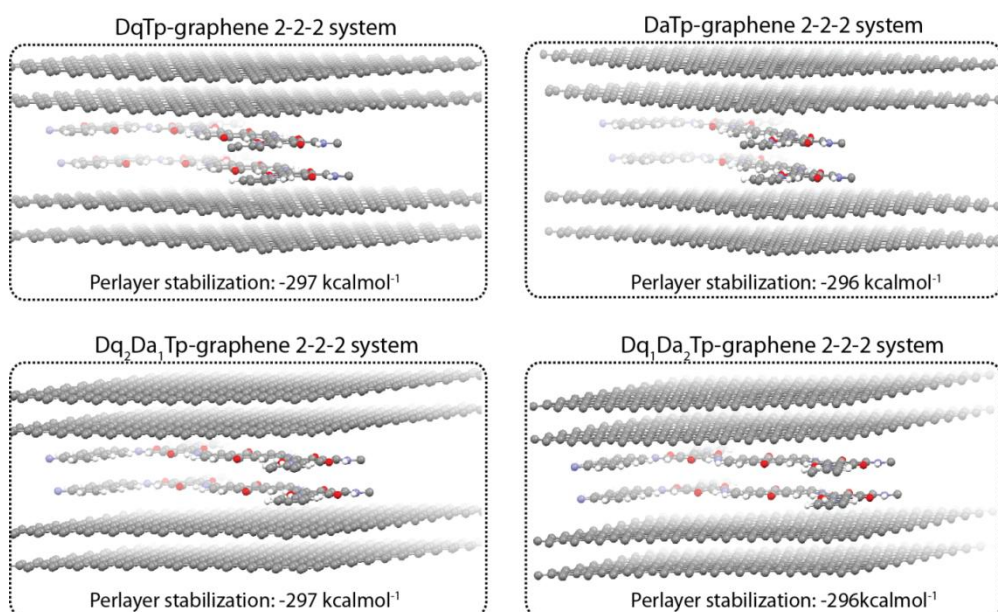 DqTp-graphene 2-2-2 system
Perlayer stabilization: -297 kcalmol⁻¹
DaTp-graphene 2-2-2 system
Perlayer stabilization: -296 kcalmol⁻¹
Dq₂Da₁Tp-graphene 2-2-2 system
Perlayer stabilization: -297 kcalmol⁻¹
Dq₁Da₂Tp-graphene 2-2-2 system
Perlayer stabilization: -296kcalmol⁻¹